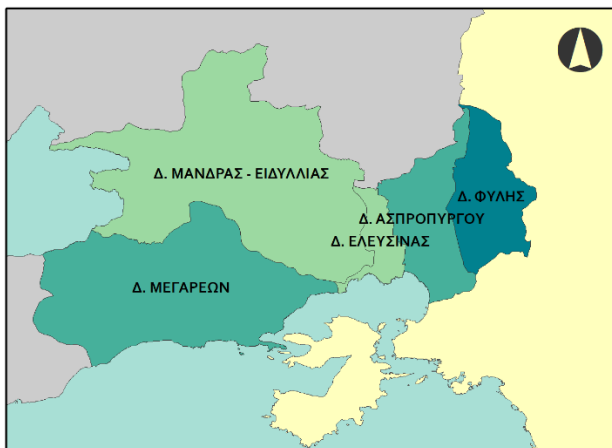 Δ. ΜΑΝΔΡΑΣ - ΕΙΔΥΛΛΙΑΣ
Δ. ΦΥΛΗΣ
Δ. ΑΣΠΡΟΠΥΡΓΟΥ
Δ. ΕΛΕΥΣΙΝΑΣ
Δ. ΜΕΓΑΡΕΩΝ